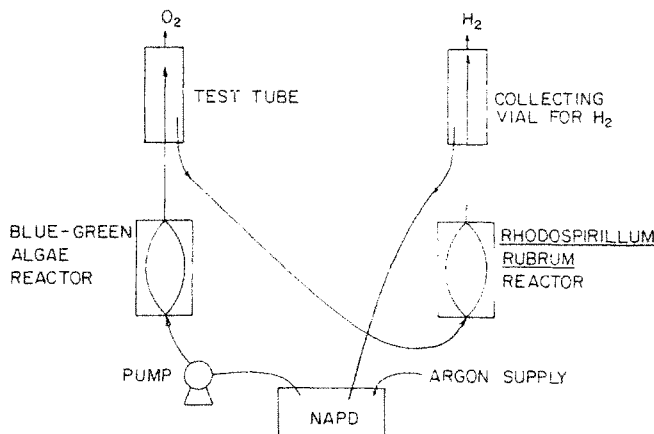 O2
H2
TEST TUBE
COLLECTING
VIAL FOR H2
BLUE-GREEN
ALGAE
REACTOR
RHODOSPIRILLUM
RUBRUM
REACTOR
PUMP
ARGON SUPPLY
NAPD